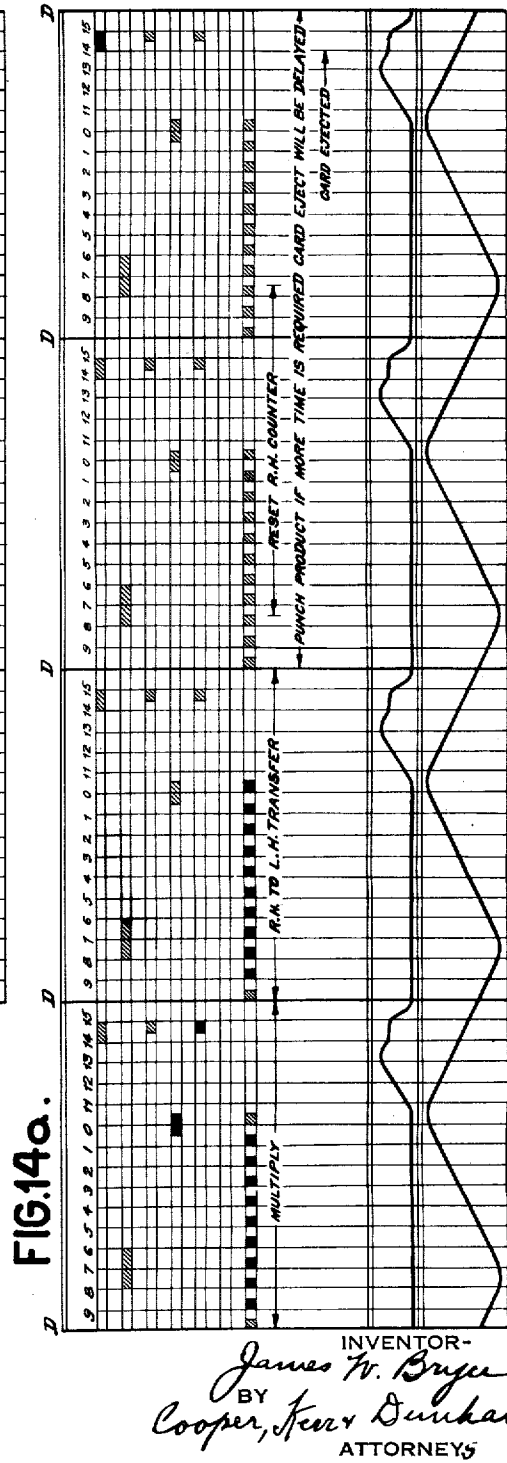 FIG.14a.
D D D D D
9 8 7 6 5 4 3 2 1 0 11 12 13 14 15 9 8 7 6 5 4 3 2 1 0 11 12 13 14 15 9 8 7 6 5 4 3 2 1 0 11 12 13 14 15 9 8 7 6 5 4 3 2 1 0 11 12 13 14 15
MULTIPLY
R.H. TO L.H. TRANSFER
RESET R.H. COUNTER
PUNCH PRODUCT IF MORE TIME IS REQUIRED CARD EJECT WILL BE DELAYED
CARD EJECTED
INVENTOR-
James W. Bryce
BY
Cooper, Kerr & Dunha
ATTORNEYS